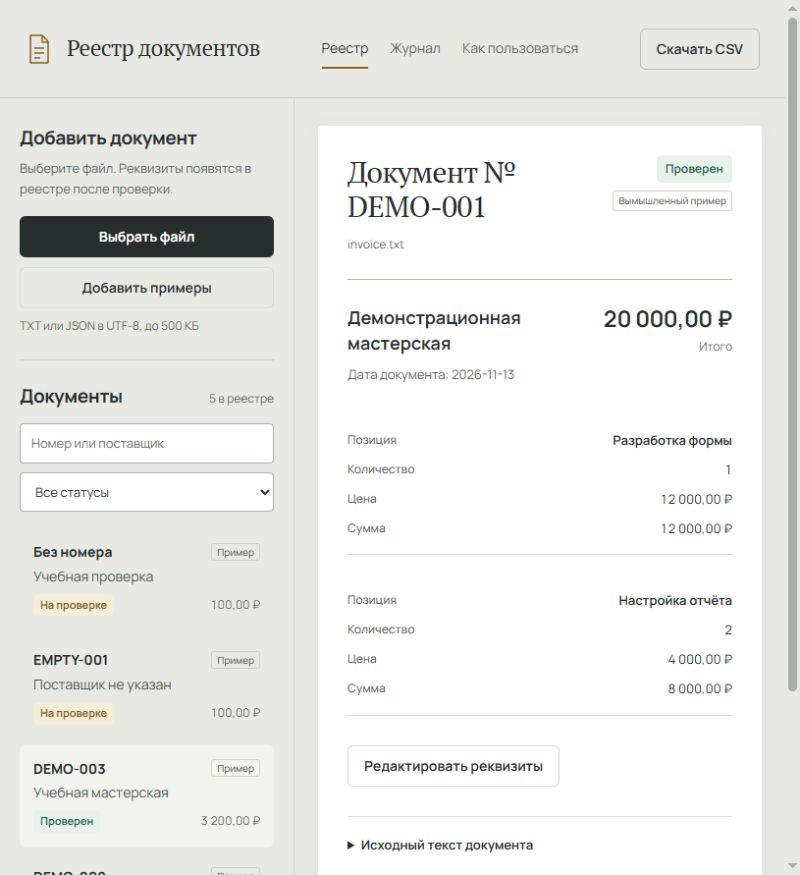 Реестр документов
Реестр
Журнал
Как пользоваться
Скачать CSV
Добавить документ
Выберите файл. Реквизиты появятся в
реестре после проверки.
Выбрать файл
Добавить примеры
TXT или JSON в UTF-8, до 500 КБ
Документы
5 в реестре
Номер или поставщик
Все статусы
Без номера
Пример
Учебная проверка
На проверке
100,00 ₽
EMPTY-001
Пример
Поставщик не указан
На проверке
100,00 ₽
DEMO-003
Пример
Учебная мастерская
Проверен
3 200,00 ₽
Документ №
DEMO-001
Проверен
Вымышленный пример
invoice.txt
Демонстрационная
мастерская
20 000,00 ₽
Итого
Дата документа: 2026-11-13
Позиция
Разработка формы
Количество
1
Цена
12 000,00 ₽
Сумма
12 000,00 ₽
Позиция
Настройка отчёта
Количество
2
Цена
4 000,00 ₽
Сумма
8 000,00 ₽
Редактировать реквизиты
Исходный текст документа